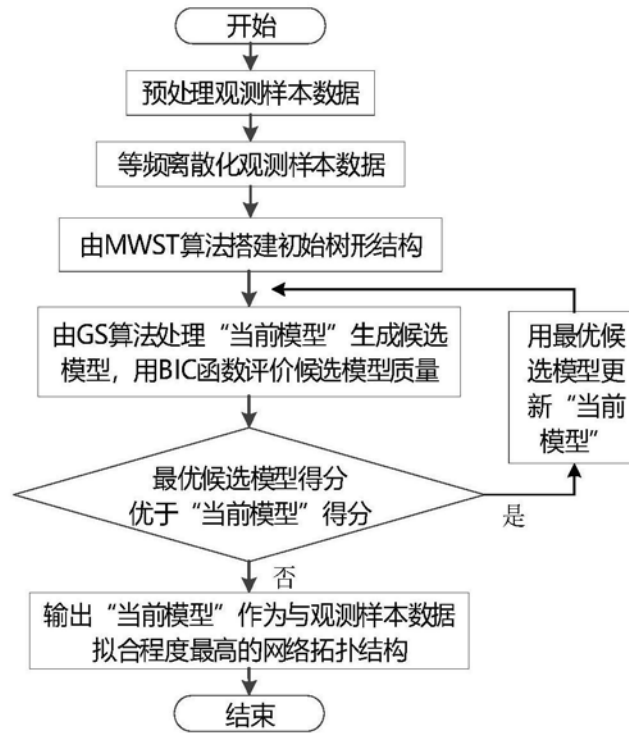 开始
预处理观测样本数据
等频离散化观测样本数据
由MWST算法搭建初始树形结构
由GS算法处理“当前模型”生成候选
模型，用BIC函数评价候选模型质量
用最优候
选模型更
新“当前
模型”
最优候选模型得分
优于“当前模型”得分
是
否
输出“当前模型”作为与观测样本数据
拟合程度最高的网络拓扑结构
结束